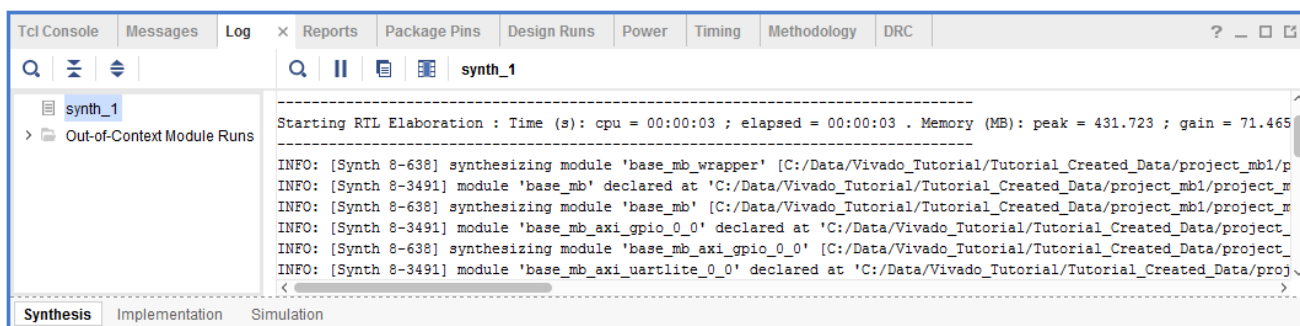 Tcl Console Messages Log × Reports Package Pins Design Runs Power Timing Methodology DRC ? _
synth_1
synth_1
Out-of-Context Module Runs
--------------------------------------------------------------------------------
Starting RTL Elaboration : Time (s): cpu = 00:00:03 ; elapsed = 00:00:03 . Memory (MB): peak = 431.723 ; gain = 71.465
--------------------------------------------------------------------------------
INFO: [Synth 8-638] synthesizing module 'base_mb_wrapper' [C:/Data/Vivado_Tutorial/Tutorial_Created_Data/project_mb1/p
INFO: [Synth 8-3491] module 'base_mb' declared at 'C:/Data/Vivado_Tutorial/Tutorial_Created_Data/project_mb1/project_m
INFO: [Synth 8-638] synthesizing module 'base_mb' [C:/Data/Vivado_Tutorial/Tutorial_Created_Data/project_mb1/project_m
INFO: [Synth 8-3491] module 'base_mb_axi_gpio_0_0' declared at 'C:/Data/Vivado_Tutorial/Tutorial_Created_Data/project_
INFO: [Synth 8-638] synthesizing module 'base_mb_axi_gpio_0_0' [C:/Data/Vivado_Tutorial/Tutorial_Created_Data/project_
INFO: [Synth 8-3491] module 'base_mb_axi_uartlite_0_0' declared at 'C:/Data/Vivado_Tutorial/Tutorial_Created_Data/proj
Synthesis Implementation Simulation